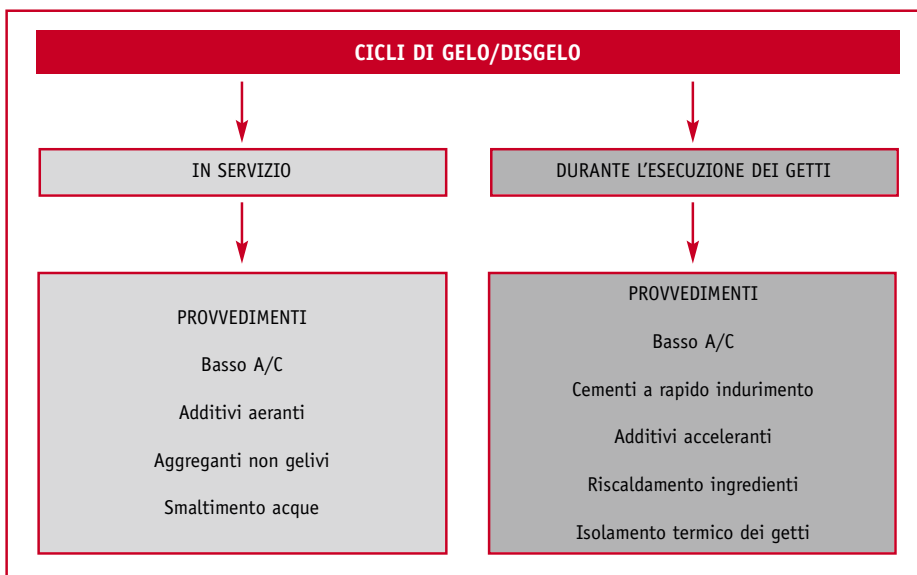 CICLI DI GELO/DISGELO
IN SERVIZIO
DURANTE L'ESECUZIONE DEI GETTI
PROVVEDIMENTI
Basso A/C
Additivi aeranti
Aggreganti non gelivi
Smaltimento acque
PROVVEDIMENTI
Basso A/C
Cementi a rapido indurimento
Additivi acceleranti
Riscaldamento ingredienti
Isolamento termico dei getti